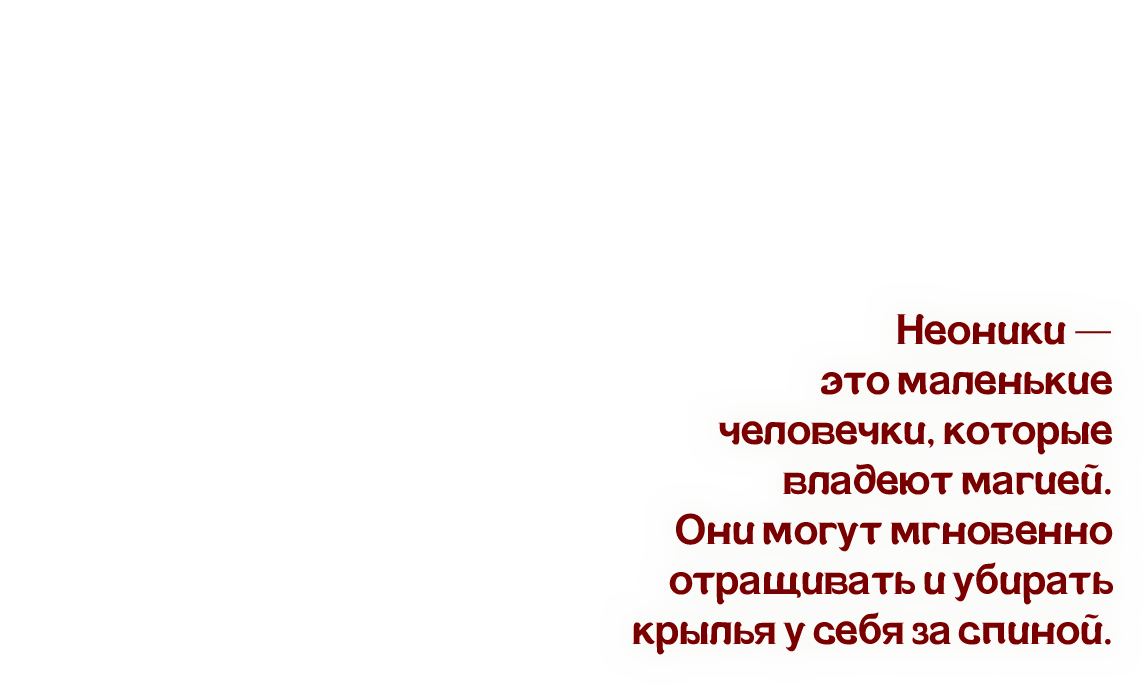 Неоники —
это маленькие
человечки, которые
владеют магией.
Они могут мгновенно
отращивать и убирать
крылья у себя за спиной.